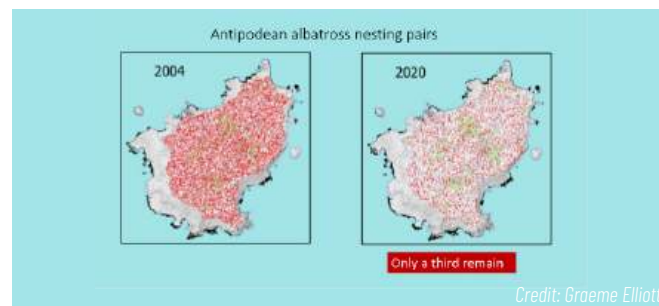 Antipodean albatross nesting pairs
2004
2020
Only a third remain
Credit: Graeme Elliott